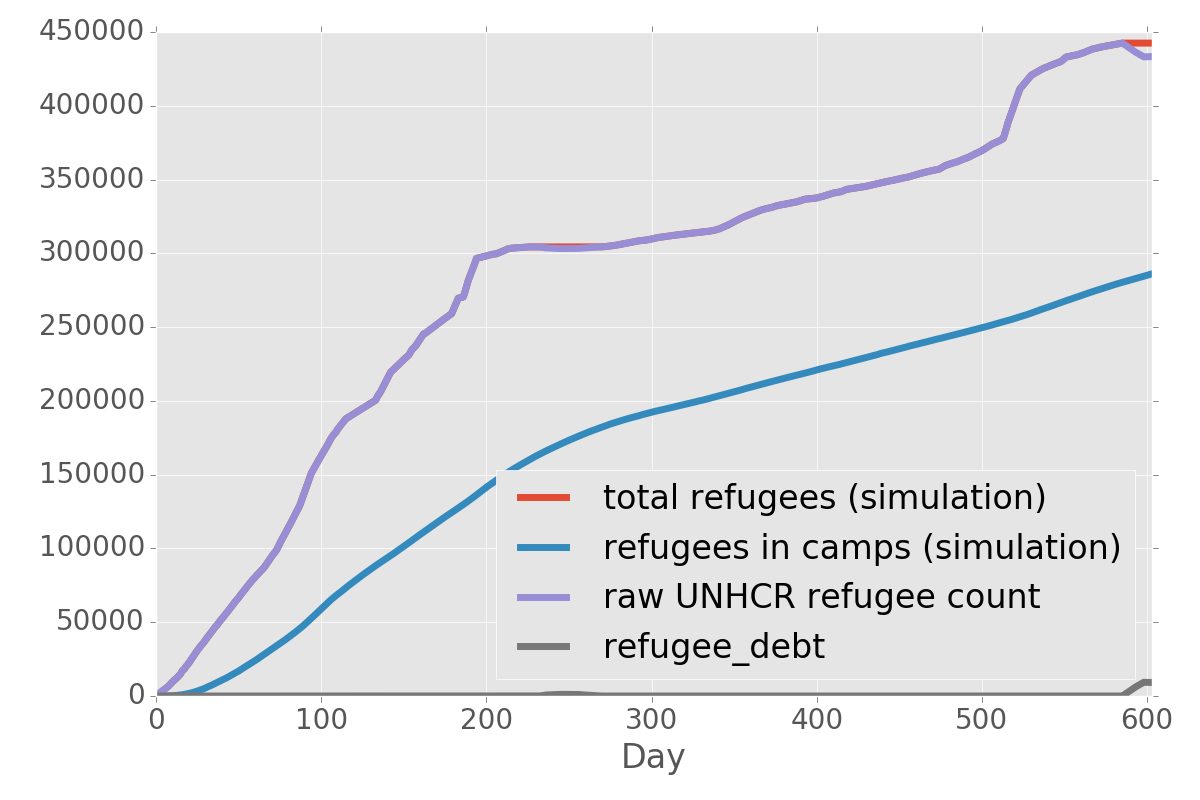 450000
400000
350000
300000
250000
200000
150000
100000
50000
0
total refugees (simulation)
refugees in camps (simulation)
raw UNHCR refugee count
refugee_debt
0 100 200 300 400 500 600
Day